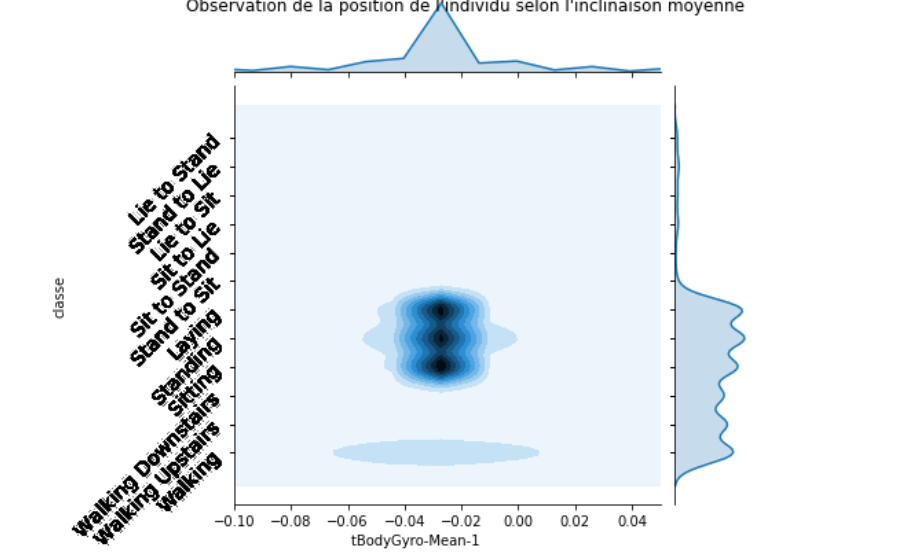 Observation de la position de l'individu selon l'inclinaison moyenne
classe
Lie to Stand
Stand to Lie
Lie to Sit
Sit to Lie
Sit to Stand
Stand to Sit
Laying
Standing
Sitting
Walking Downstairs
Walking Upstairs
Walking
−0.10 −0.08 −0.06 −0.04 −0.02 0.00 0.02 0.04
tBodyGyro-Mean-1